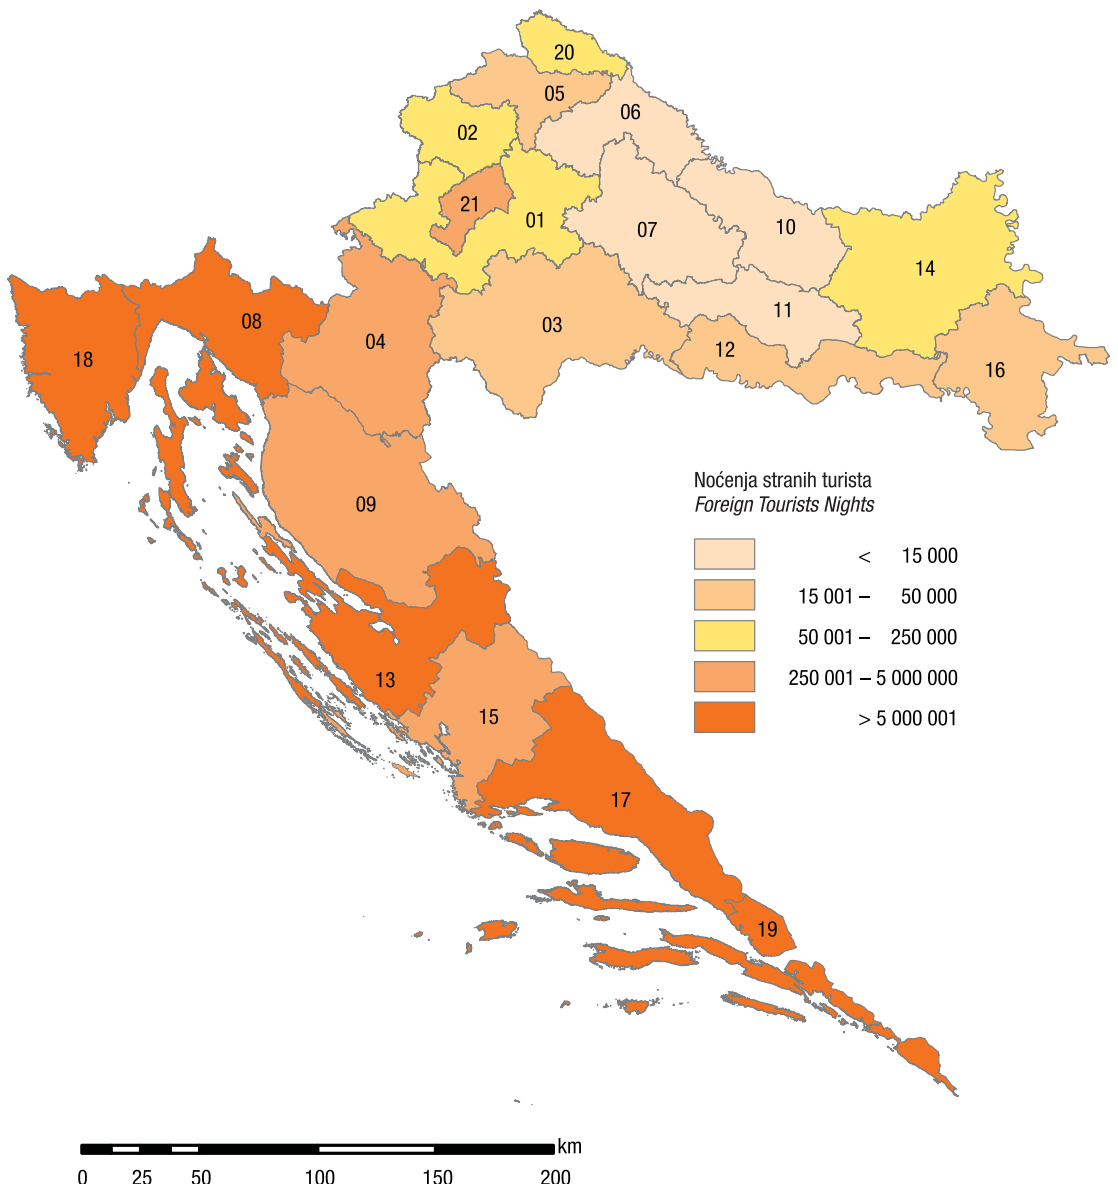 20
05
06
02
21
01
07
10
14
08
04
03
11
12
18
16
09
13
15
17
19
Noćenja stranih turista
Foreign Tourists Nights
< 15 000
15 001 – 50 000
50 001 – 250 000
250 001 – 5 000 000
> 5 000 001
km
0 25 50 100 150 200